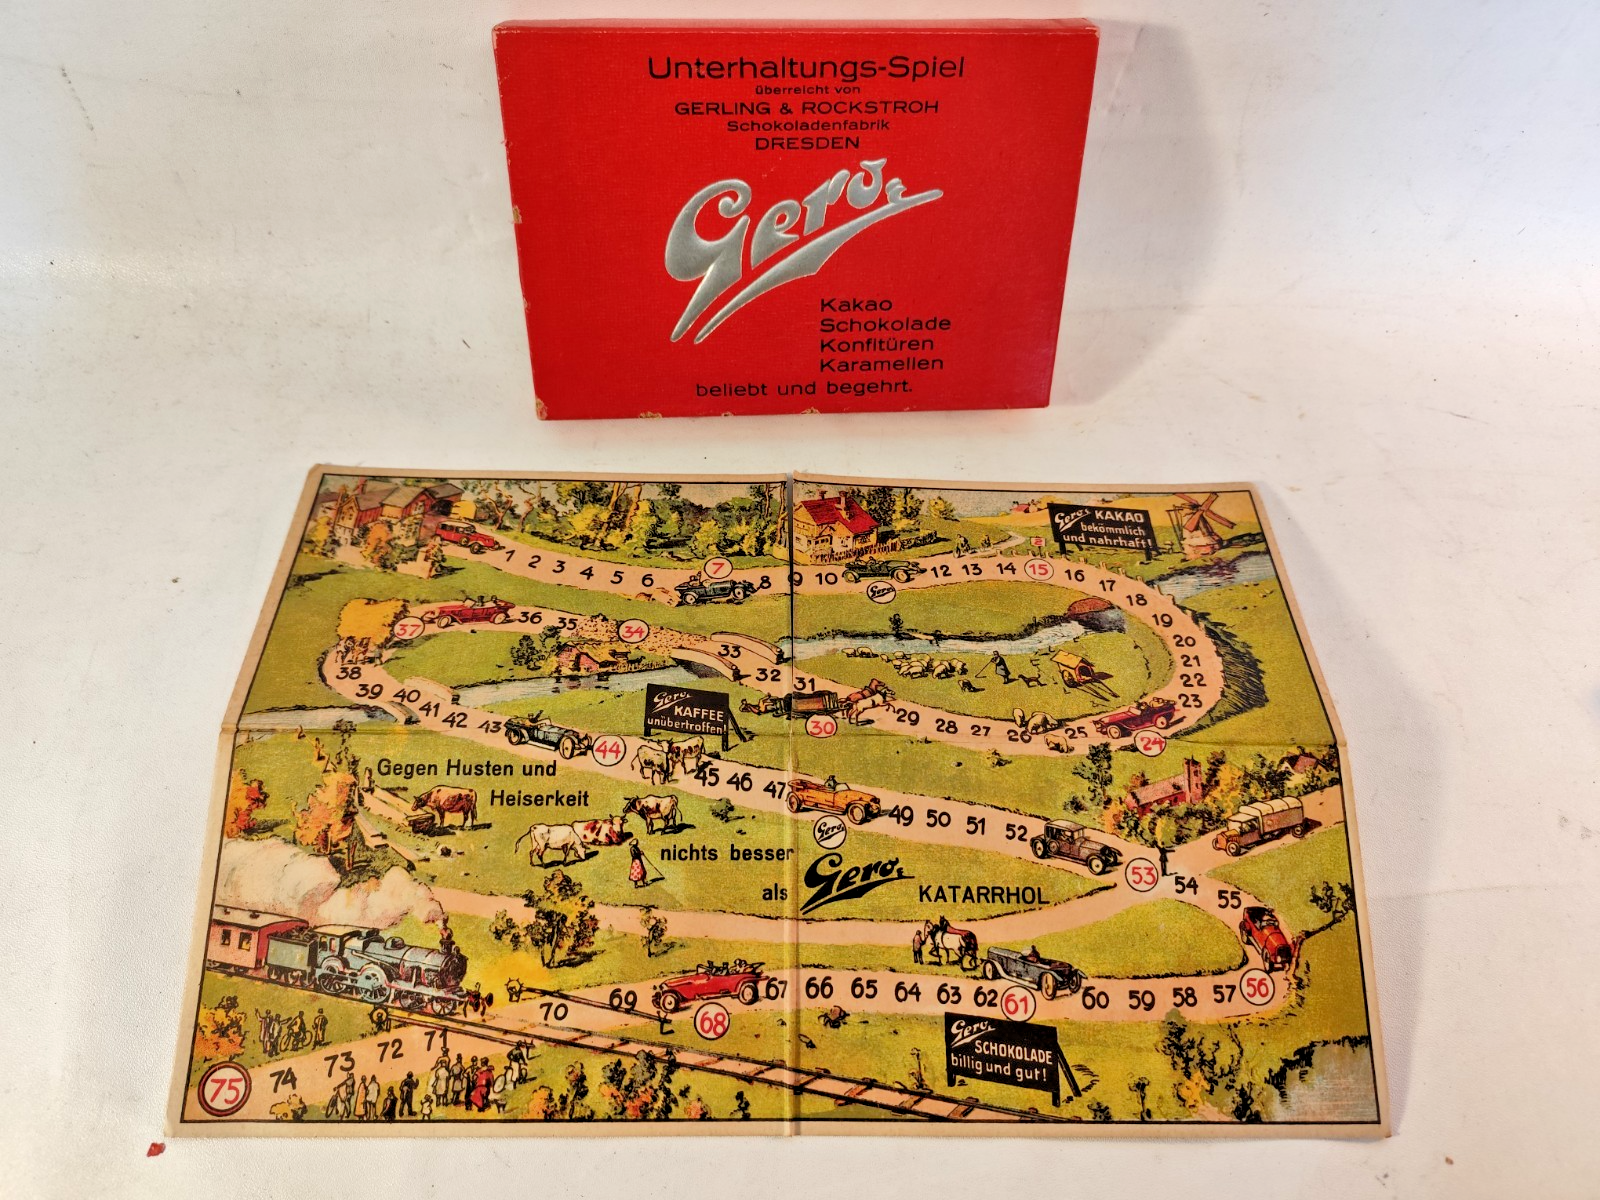 Unterhaltungs-Spiel
überreicht von
GERLING & ROCKSTROH
Schokoladenfabrik
DRESDEN
Gero
Kakao
Schokolade
Konfitüren
Karamellen
beliebt und begehrt.
Gero KAKAO
bekömmlich
und nahrhaft!
1 2 3 4 5 6 7 8 9 10 12 13 14 15 16 17 18 19 20 21 22 23 24 25 26 27 28 29 30 31 32 33 34 35 36 37
Gero
Gero
KAFFEE
unübertroffen!
38 39 40 41 42 43 44 45 46 47 49 50 51 52 53 54 55 56
Gero
Gegen Husten und
Heiserkeit
nichts besser
als Gero KATARRHOL
57 58 59 60 61 62 63 64 65 66 67 68 69 70 71 72 73 74 75
Gero
SCHOKOLADE
billig und gut!